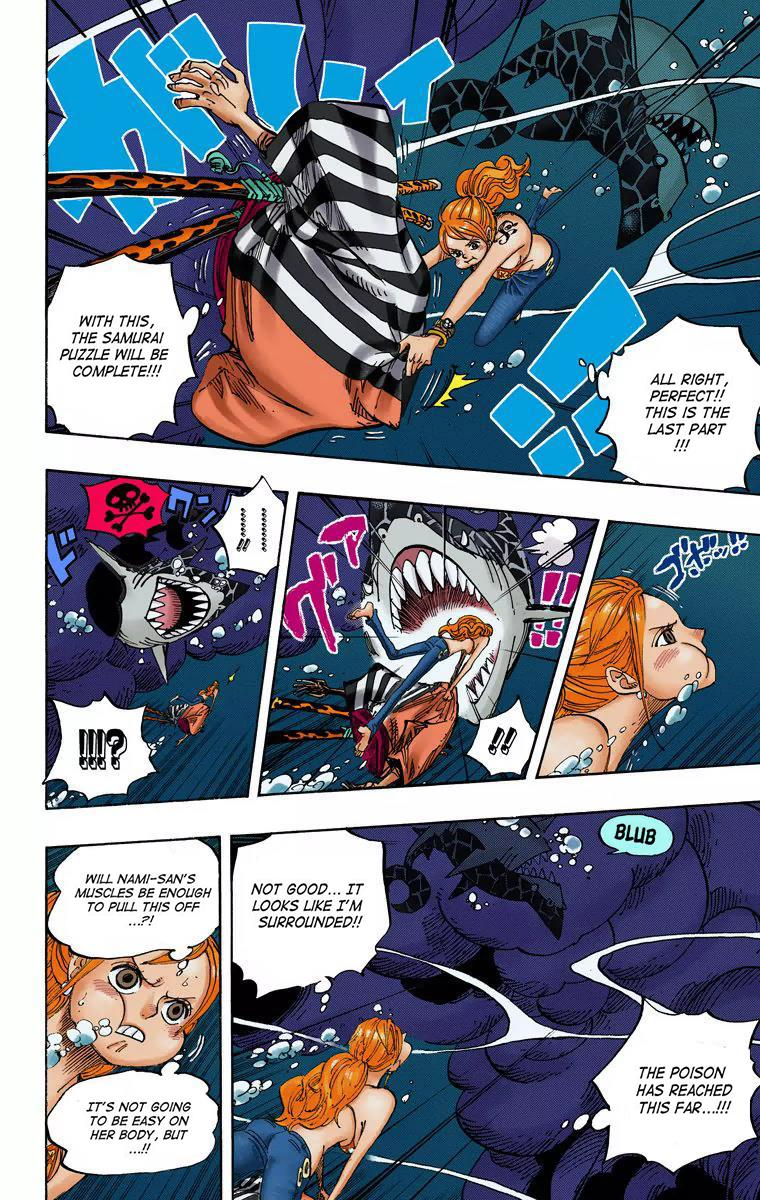 ALL RIGHT,
PERFECT!!
THIS IS THE
LAST PART
!!!
WITH THIS,
THE SAMURAI
PUZZLE WILL BE
COMPLETE!!!
!!
!!
!!
!!!?
BLUB
THE POISON
HAS REACHED
THIS FAR...!!!
NOT GOOD... IT
LOOKS LIKE I'M
SURROUNDED!!
WILL NAMI-SAN'S
MUSCLES BE ENOUGH
TO PULL THIS OFF
...?!
IT'S NOT GOING
TO BE EASY ON
HER BODY, BUT
...!!